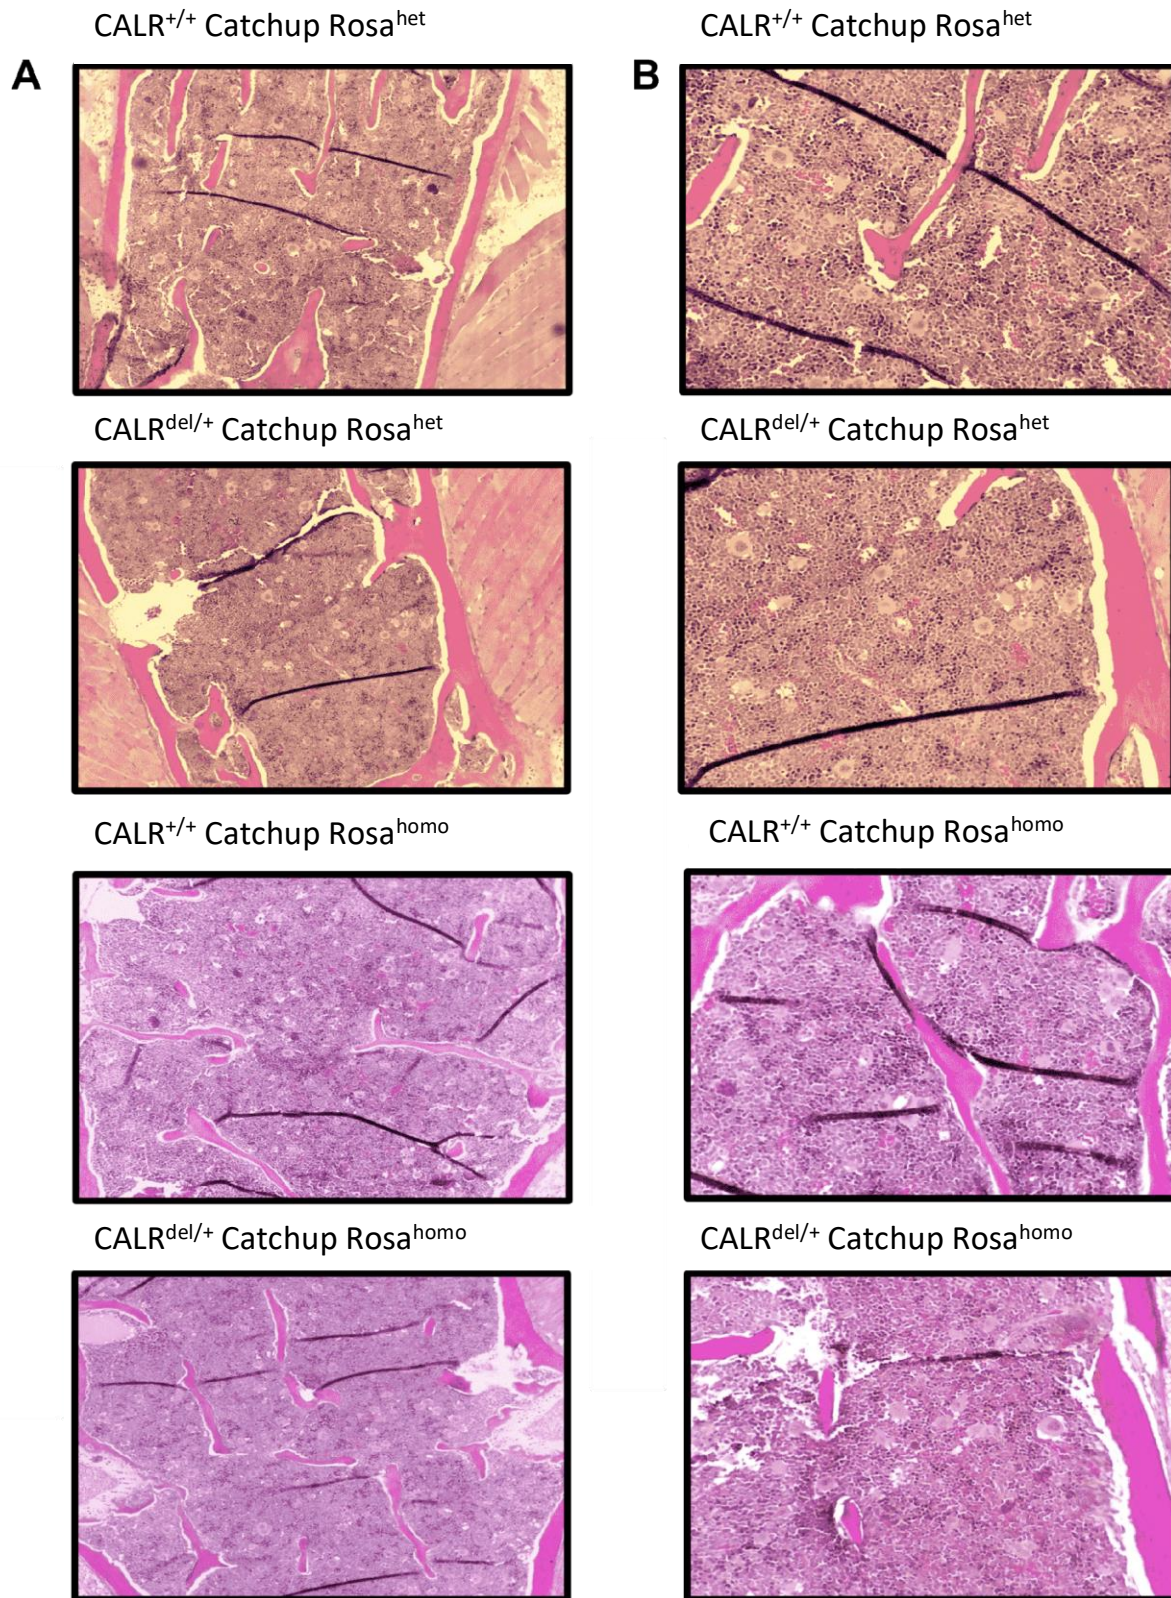 CALR+/+ Catchup Rosahet CALR+/+ Catchup Rosahet
A B
CALRdel/+ Catchup Rosahet CALRdel/+ Catchup Rosahet
CALR+/+ Catchup Rosahomo CALR+/+ Catchup Rosahomo
CALRdel/+ Catchup Rosahomo CALRdel/+ Catchup Rosahomo